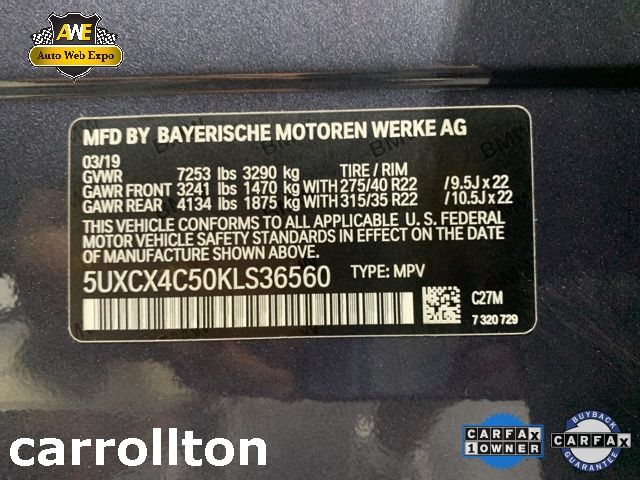 AWE
Auto Web Expo
MFD BY BAYERISCHE MOTOREN WERKE AG
03/19
GVWR 7253 lbs 3290 kg TIRE / RIM
GAWR FRONT 3241 lbs 1470 kg WITH 275/40 R22 / 9.5J x 22
GAWR REAR 4134 lbs 1875 kg WITH 315/35 R22 / 10.5J x 22
THIS VEHICLE CONFORMS TO ALL APPLICABLE U. S. FEDERAL
MOTOR VEHICLE SAFETY STANDARDS IN EFFECT ON THE DATE OF
MANUFACTURE SHOWN ABOVE.
5UXCX4C50KLS36560 TYPE: MPV
C27M
7 320 729
carrollton
CARFAX
1 OWNER
BUYBACK
CARFAX
GUARANTEE